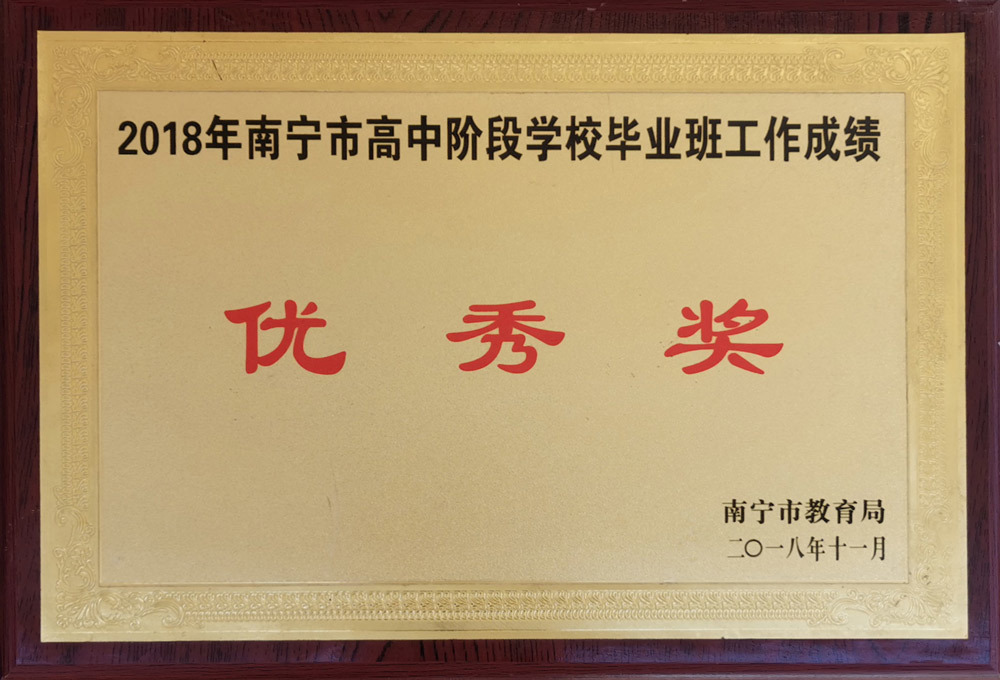 2018年南宁市高中阶段学校毕业班工作成绩
优秀奖
南宁市教育局
二〇一八年十一月